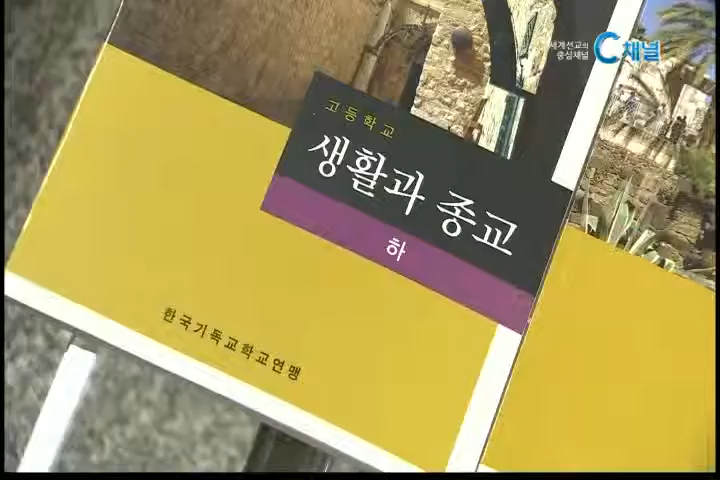 세계선교의
중심채널
C채널
고등학교
생활과 종교
하
한국기독교학교연맹